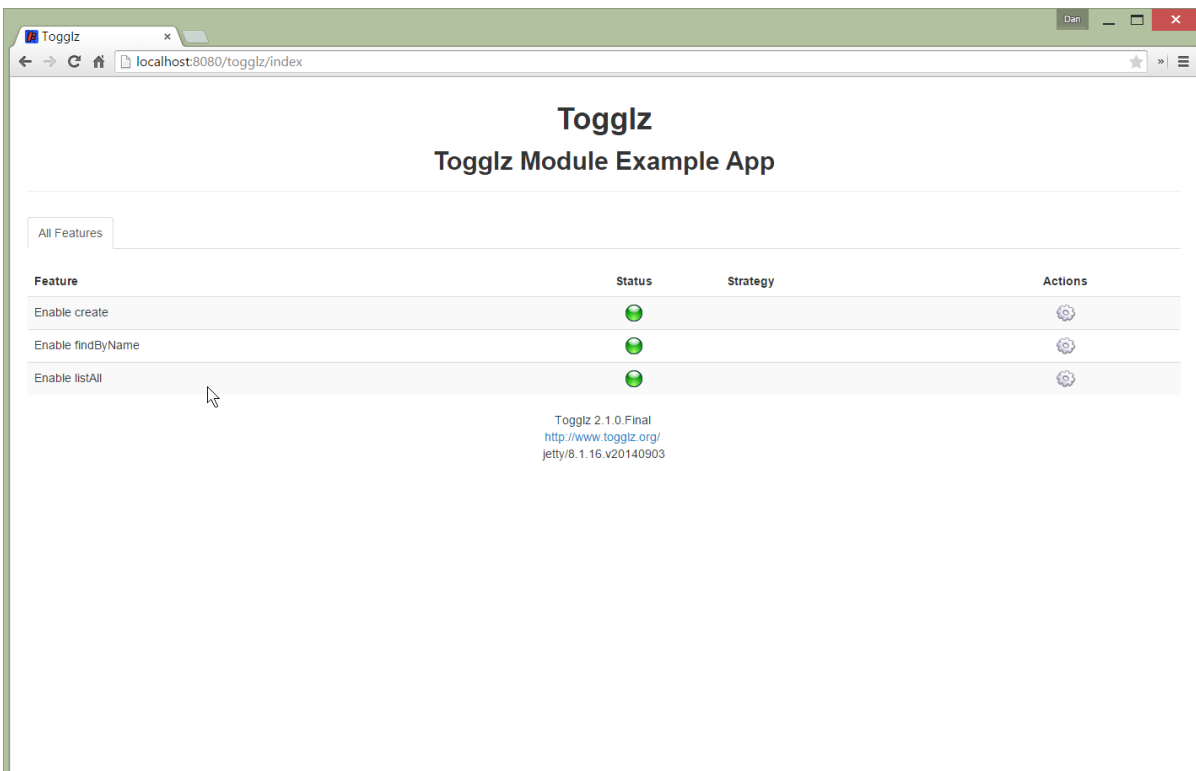 Dan
Togglz
localhost:8080/togglz/index
Togglz
Togglz Module Example App
All Features
Feature Status Strategy Actions
Enable create
Enable findByName
Enable listAll
Togglz 2.1.0.Final
http://www.togglz.org/
jetty/8.1.16.v20140903